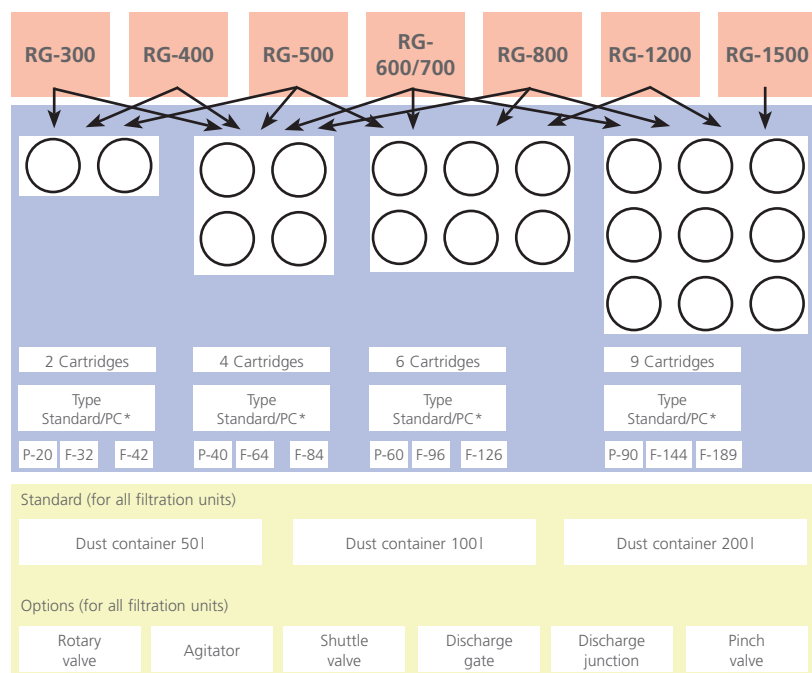 RG-300 RG-400 RG-500 RG-
600/700 RG-800 RG-1200 RG-1500
2 Cartridges 4 Cartridges 6 Cartridges 9 Cartridges
Type
Standard/PC* Type
Standard/PC* Type
Standard/PC* Type
Standard/PC*
P-20 F-32 F-42 P-40 F-64 F-84 P-60 F-96 F-126 P-90 F-144 F-189
Standard (for all filtration units)
Dust container 50 l Dust container 100 l Dust container 200 l
Options (for all filtration units)
Rotary
valve Agitator Shuttle
valve Discharge
gate Discharge
junction Pinch
valve